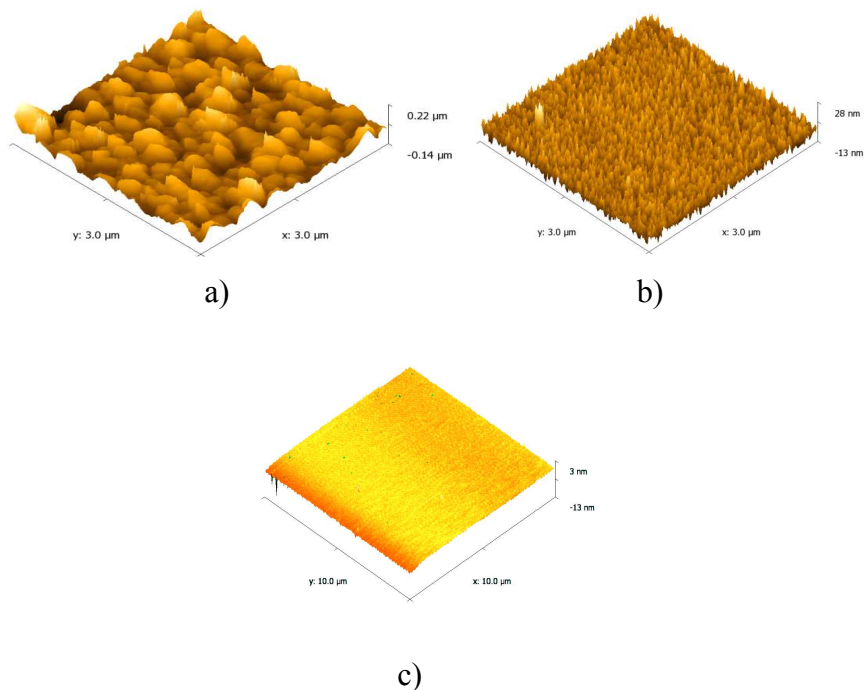 0.22 µm
-0.14 µm
y: 3.0 µm
x: 3.0 µm
a)
28 nm
-13 nm
y: 3.0 µm
x: 3.0 µm
b)
3 nm
-13 nm
y: 10.0 µm
x: 10.0 µm
c)